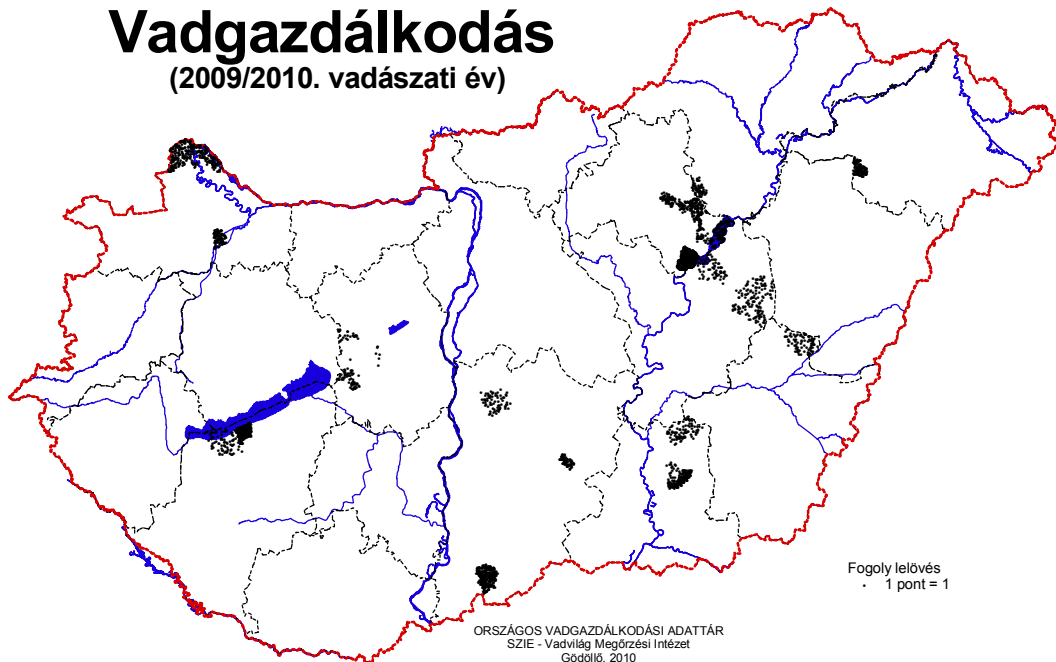 Vadgazdálkodás
(2009/2010. vadászati év)
Fogoly lelövés
1 pont = 1
ORSZÁGOS VADGAZDÁLKODÁSI ADATTÁR
SZIE - Vadvilág Megőrzési Intézet
Gödöllő, 2010